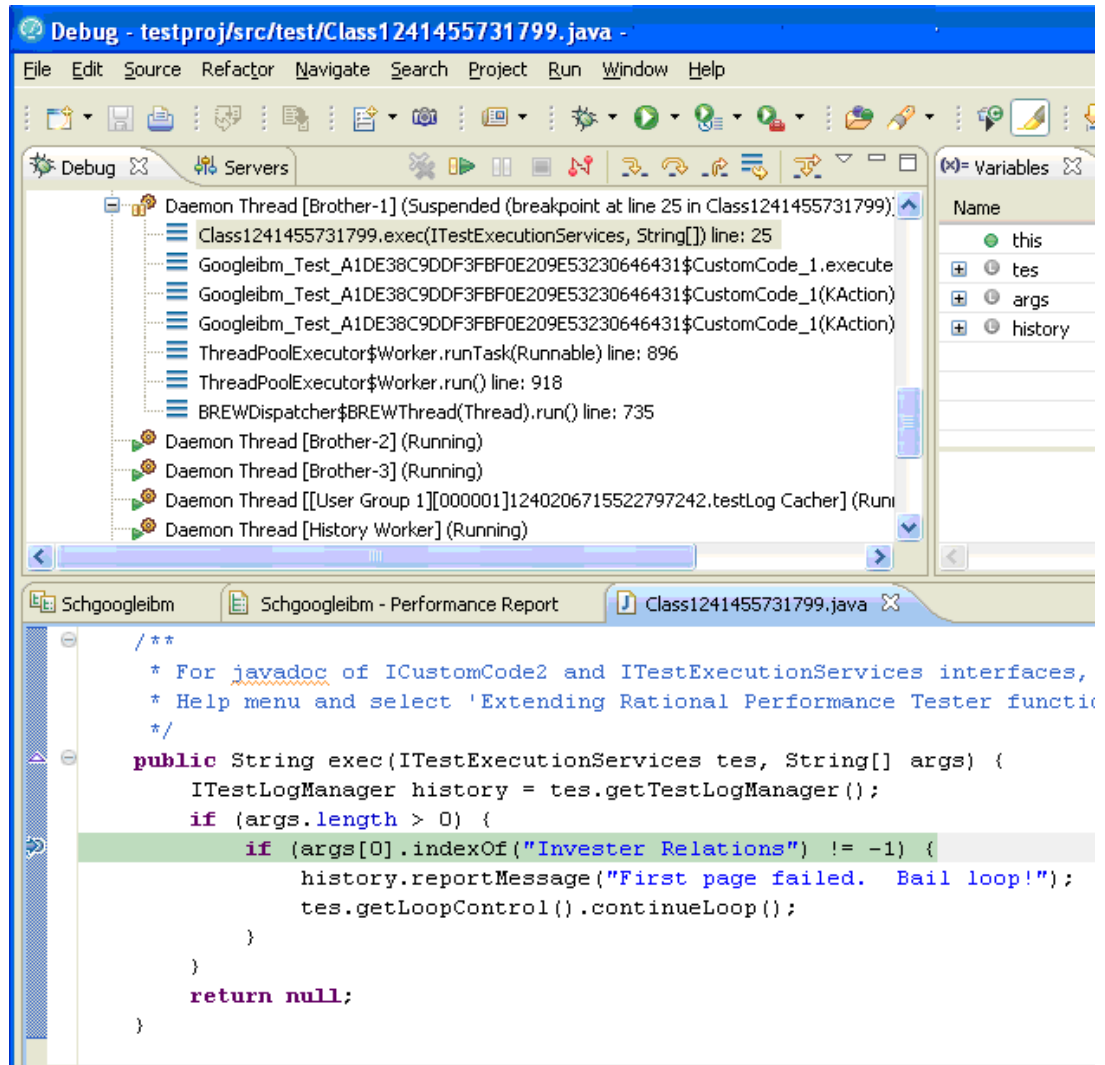 Debug - testproj/src/test/Class1241455731799.java -
File Edit Source Refactor Navigate Search Project Run Window Help
Debug Servers
Daemon Thread [Brother-1] (Suspended (breakpoint at line 25 in Class1241455731799))
Class1241455731799.exec(ITestExecutionServices, String[]) line: 25
Googleibm_Test_A1DE38C9DDF3FBF0E209E53230646431$CustomCode_1.execute
Googleibm_Test_A1DE38C9DDF3FBF0E209E53230646431$CustomCode_1(KAction)
Googleibm_Test_A1DE38C9DDF3FBF0E209E53230646431$CustomCode_1(KAction)
ThreadPoolExecutor$Worker.runTask(Runnable) line: 896
ThreadPoolExecutor$Worker.run() line: 918
BREWDispatcher$BREWThread(Thread).run() line: 735
Daemon Thread [Brother-2] (Running)
Daemon Thread [Brother-3] (Running)
Daemon Thread [[User Group 1][000001]1240206715522797242.testLog Cacher] (Runn
Daemon Thread [History Worker] (Running)
(x)= Variables
Name
this
tes
args
history
Schgoogleibm Schgoogleibm - Performance Report Class1241455731799.java
/**
* For javadoc of ICustomCode2 and ITestExecutionServices interfaces,
* Help menu and select 'Extending Rational Performance Tester functio
*/
public String exec(ITestExecutionServices tes, String[] args) {
ITestLogManager history = tes.getTestLogManager();
if (args.length > 0) {
if (args[0].indexOf("Invester Relations") != -1) {
history.reportMessage("First page failed.  Bail loop!");
tes.getLoopControl().continueLoop();
}
}
return null;
}